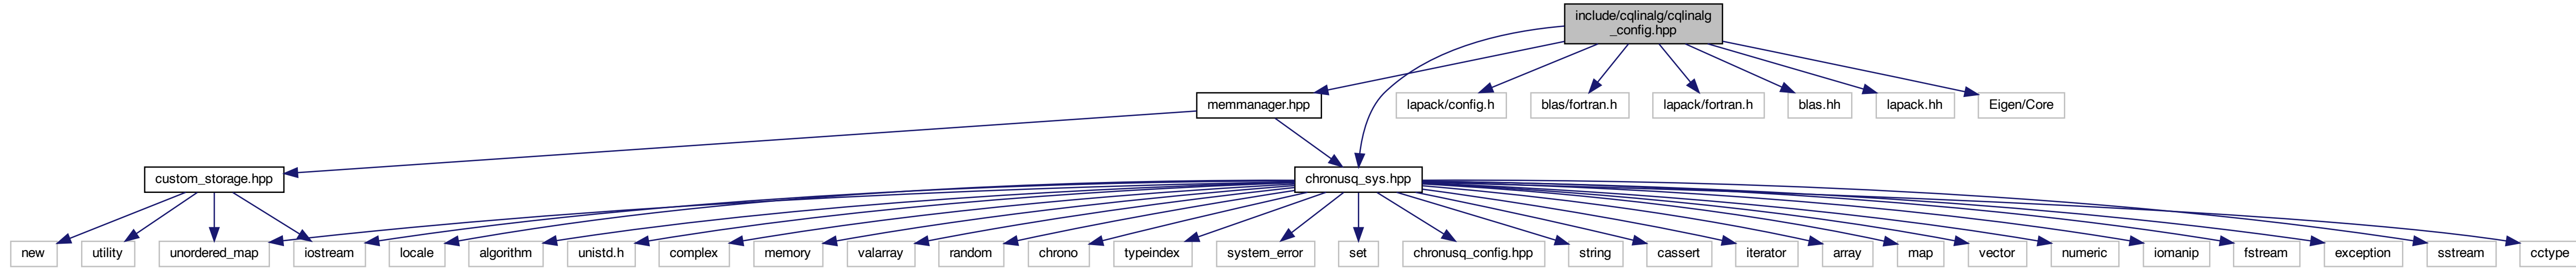 include/cqlinalg/cqlinalg
_config.hpp
memmanager.hpp
lapack/config.h
blas/fortran.h
lapack/fortran.h
blas.hh
lapack.hh
Eigen/Core
custom_storage.hpp
chronusq_sys.hpp
new
utility
unordered_map
iostream
locale
algorithm
unistd.h
complex
memory
valarray
random
chrono
typeindex
system_error
set
chronusq_config.hpp
string
cassert
iterator
array
map
vector
numeric
iomanip
fstream
exception
sstream
cctype